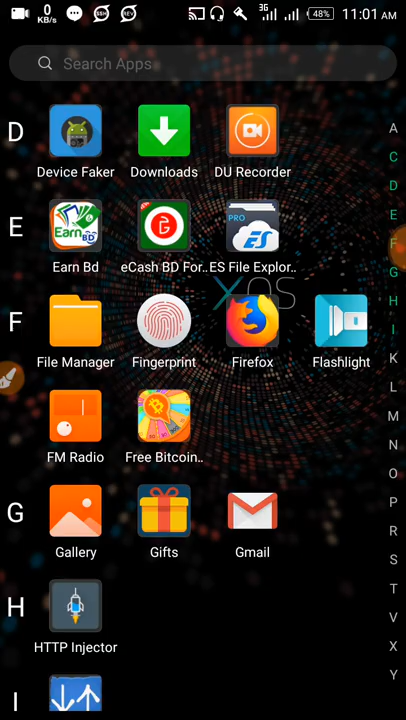 0 KB/s SSH REV 3G 48% 11:01 AM
Search Apps
D
Device Faker Downloads DU Recorder
E
Earn BD PRO ES
Earn Bd eCash BD For.. ES File Explor..
XOS
F
File Manager Fingerprint Firefox Flashlight
FM Radio Free Bitcoin..
G
Gallery Gifts Gmail
H
HTTP Injector
I
A
C
D
E
F
G
H
I
K
L
M
N
O
P
R
S
T
V
X
Y